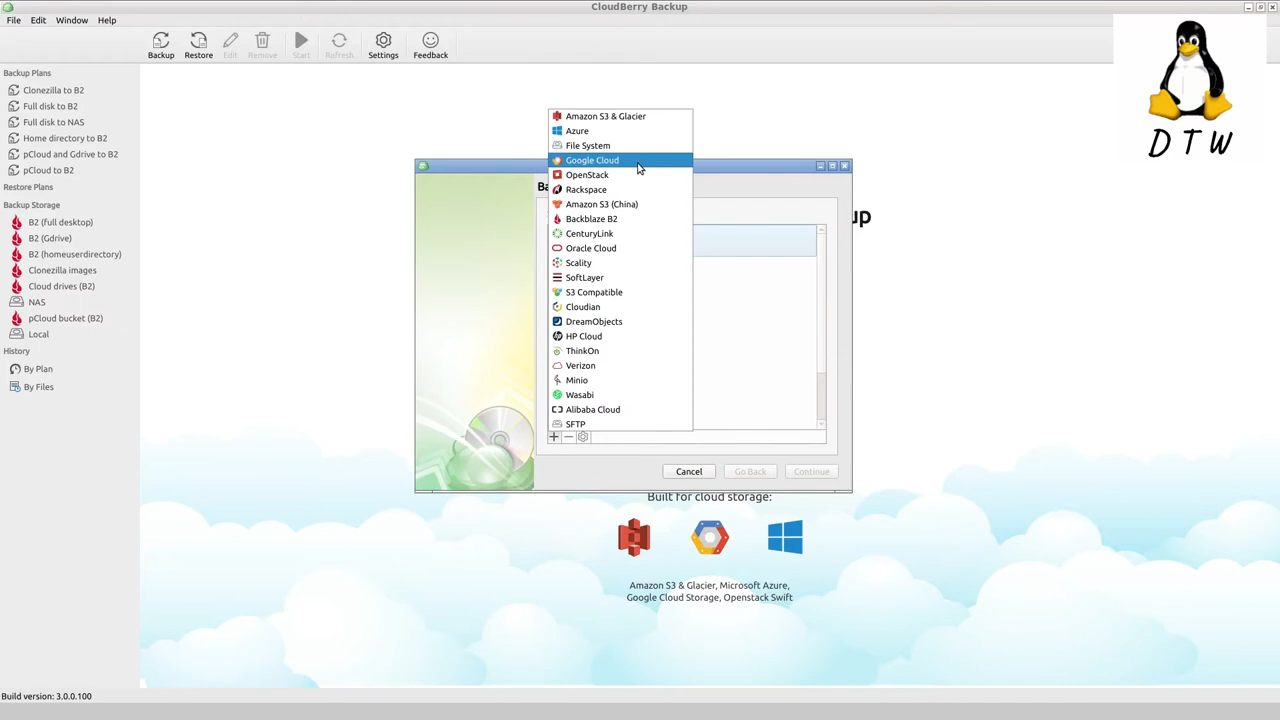 CloudBerry Backup
File Edit Window Help
Backup Restore Edit Remove Start Refresh Settings Feedback
DTW
Backup Plans
Clonezilla to B2
Full disk to B2
Full disk to NAS
Home directory to B2
pCloud and Gdrive to B2
pCloud to B2
Restore Plans
Backup Storage
B2 (full desktop)
B2 (Gdrive)
B2 (homeuserdirectory)
Clonezilla images
Cloud drives (B2)
NAS
pCloud bucket (B2)
Local
History
By Plan
By Files
Amazon S3 & Glacier
Azure
File System
Google Cloud
OpenStack
Rackspace
Amazon S3 (China)
Backblaze B2
CenturyLink
Oracle Cloud
Scality
SoftLayer
S3 Compatible
Cloudian
DreamObjects
HP Cloud
ThinkOn
Verizon
Minio
Wasabi
Alibaba Cloud
SFTP
Cancel Go Back Continue
Built for cloud storage:
Amazon S3 & Glacier, Microsoft Azure,
Google Cloud Storage, Openstack Swift
Build version: 3.0.0.100